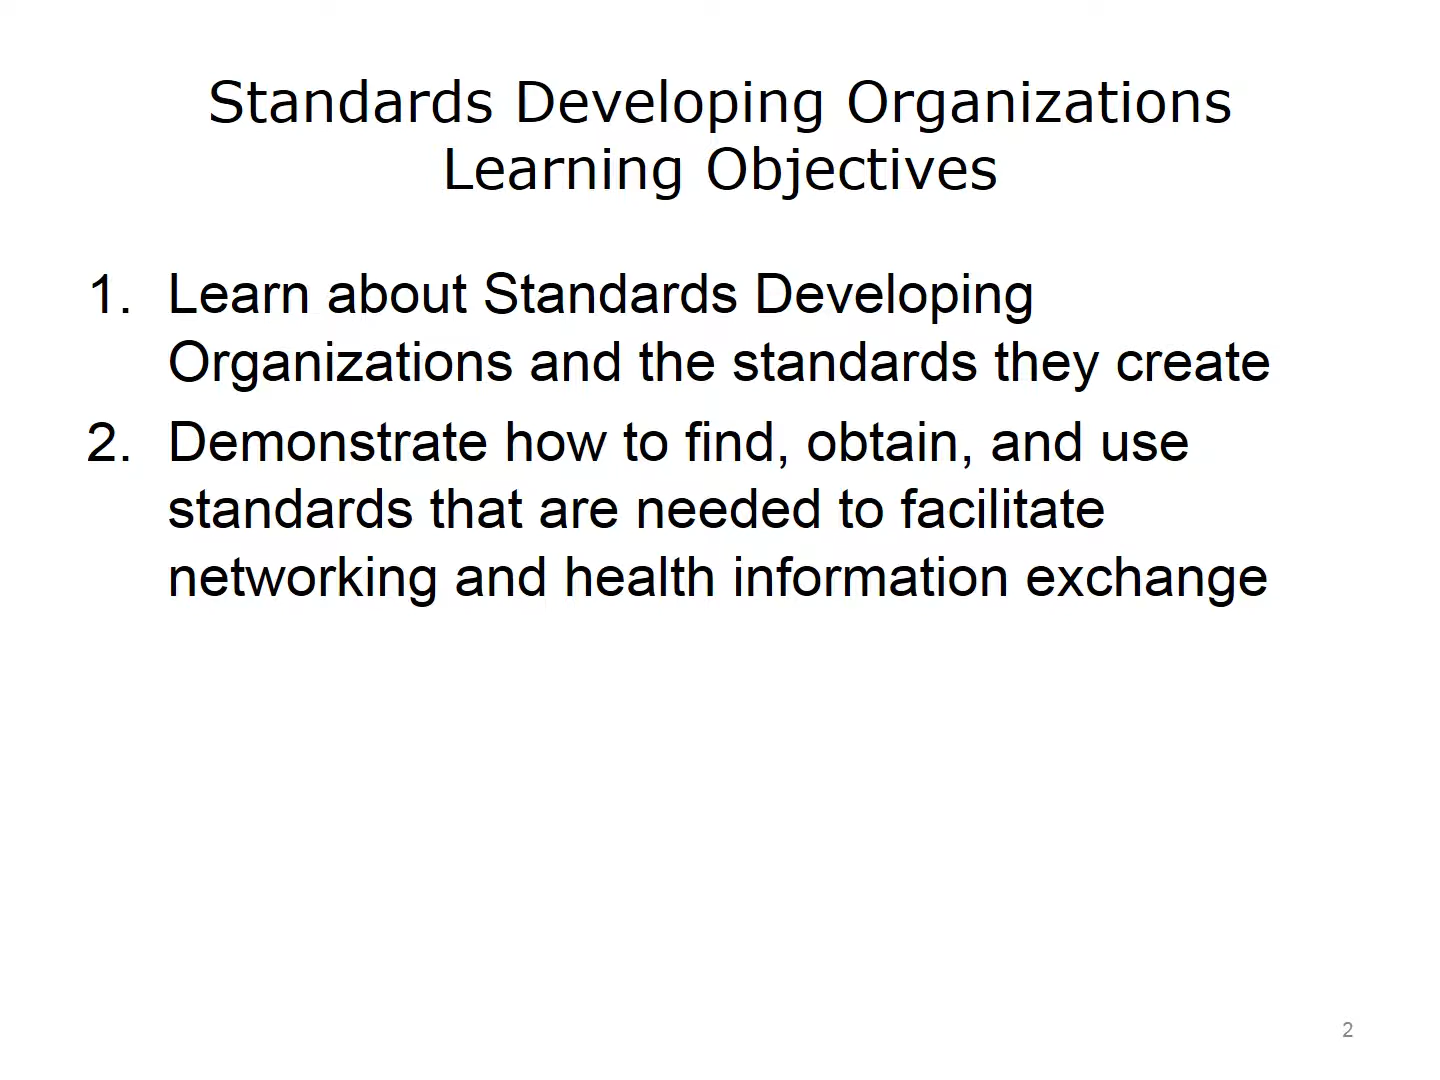 Standards Developing Organizations
Learning Objectives
1. Learn about Standards Developing
Organizations and the standards they create
2. Demonstrate how to find, obtain, and use
standards that are needed to facilitate
networking and health information exchange
2